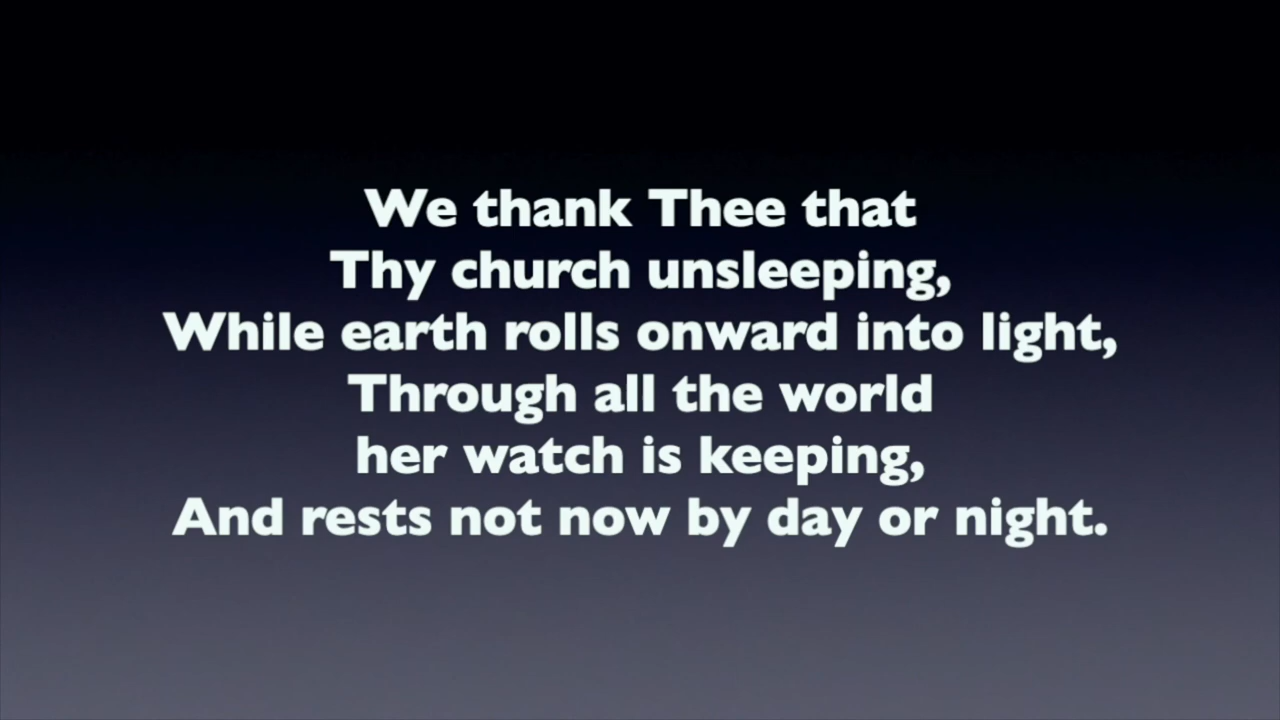 We thank Thee that
Thy church unsleeping,
While earth rolls onward into light,
Through all the world
her watch is keeping,
And rests not now by day or night.